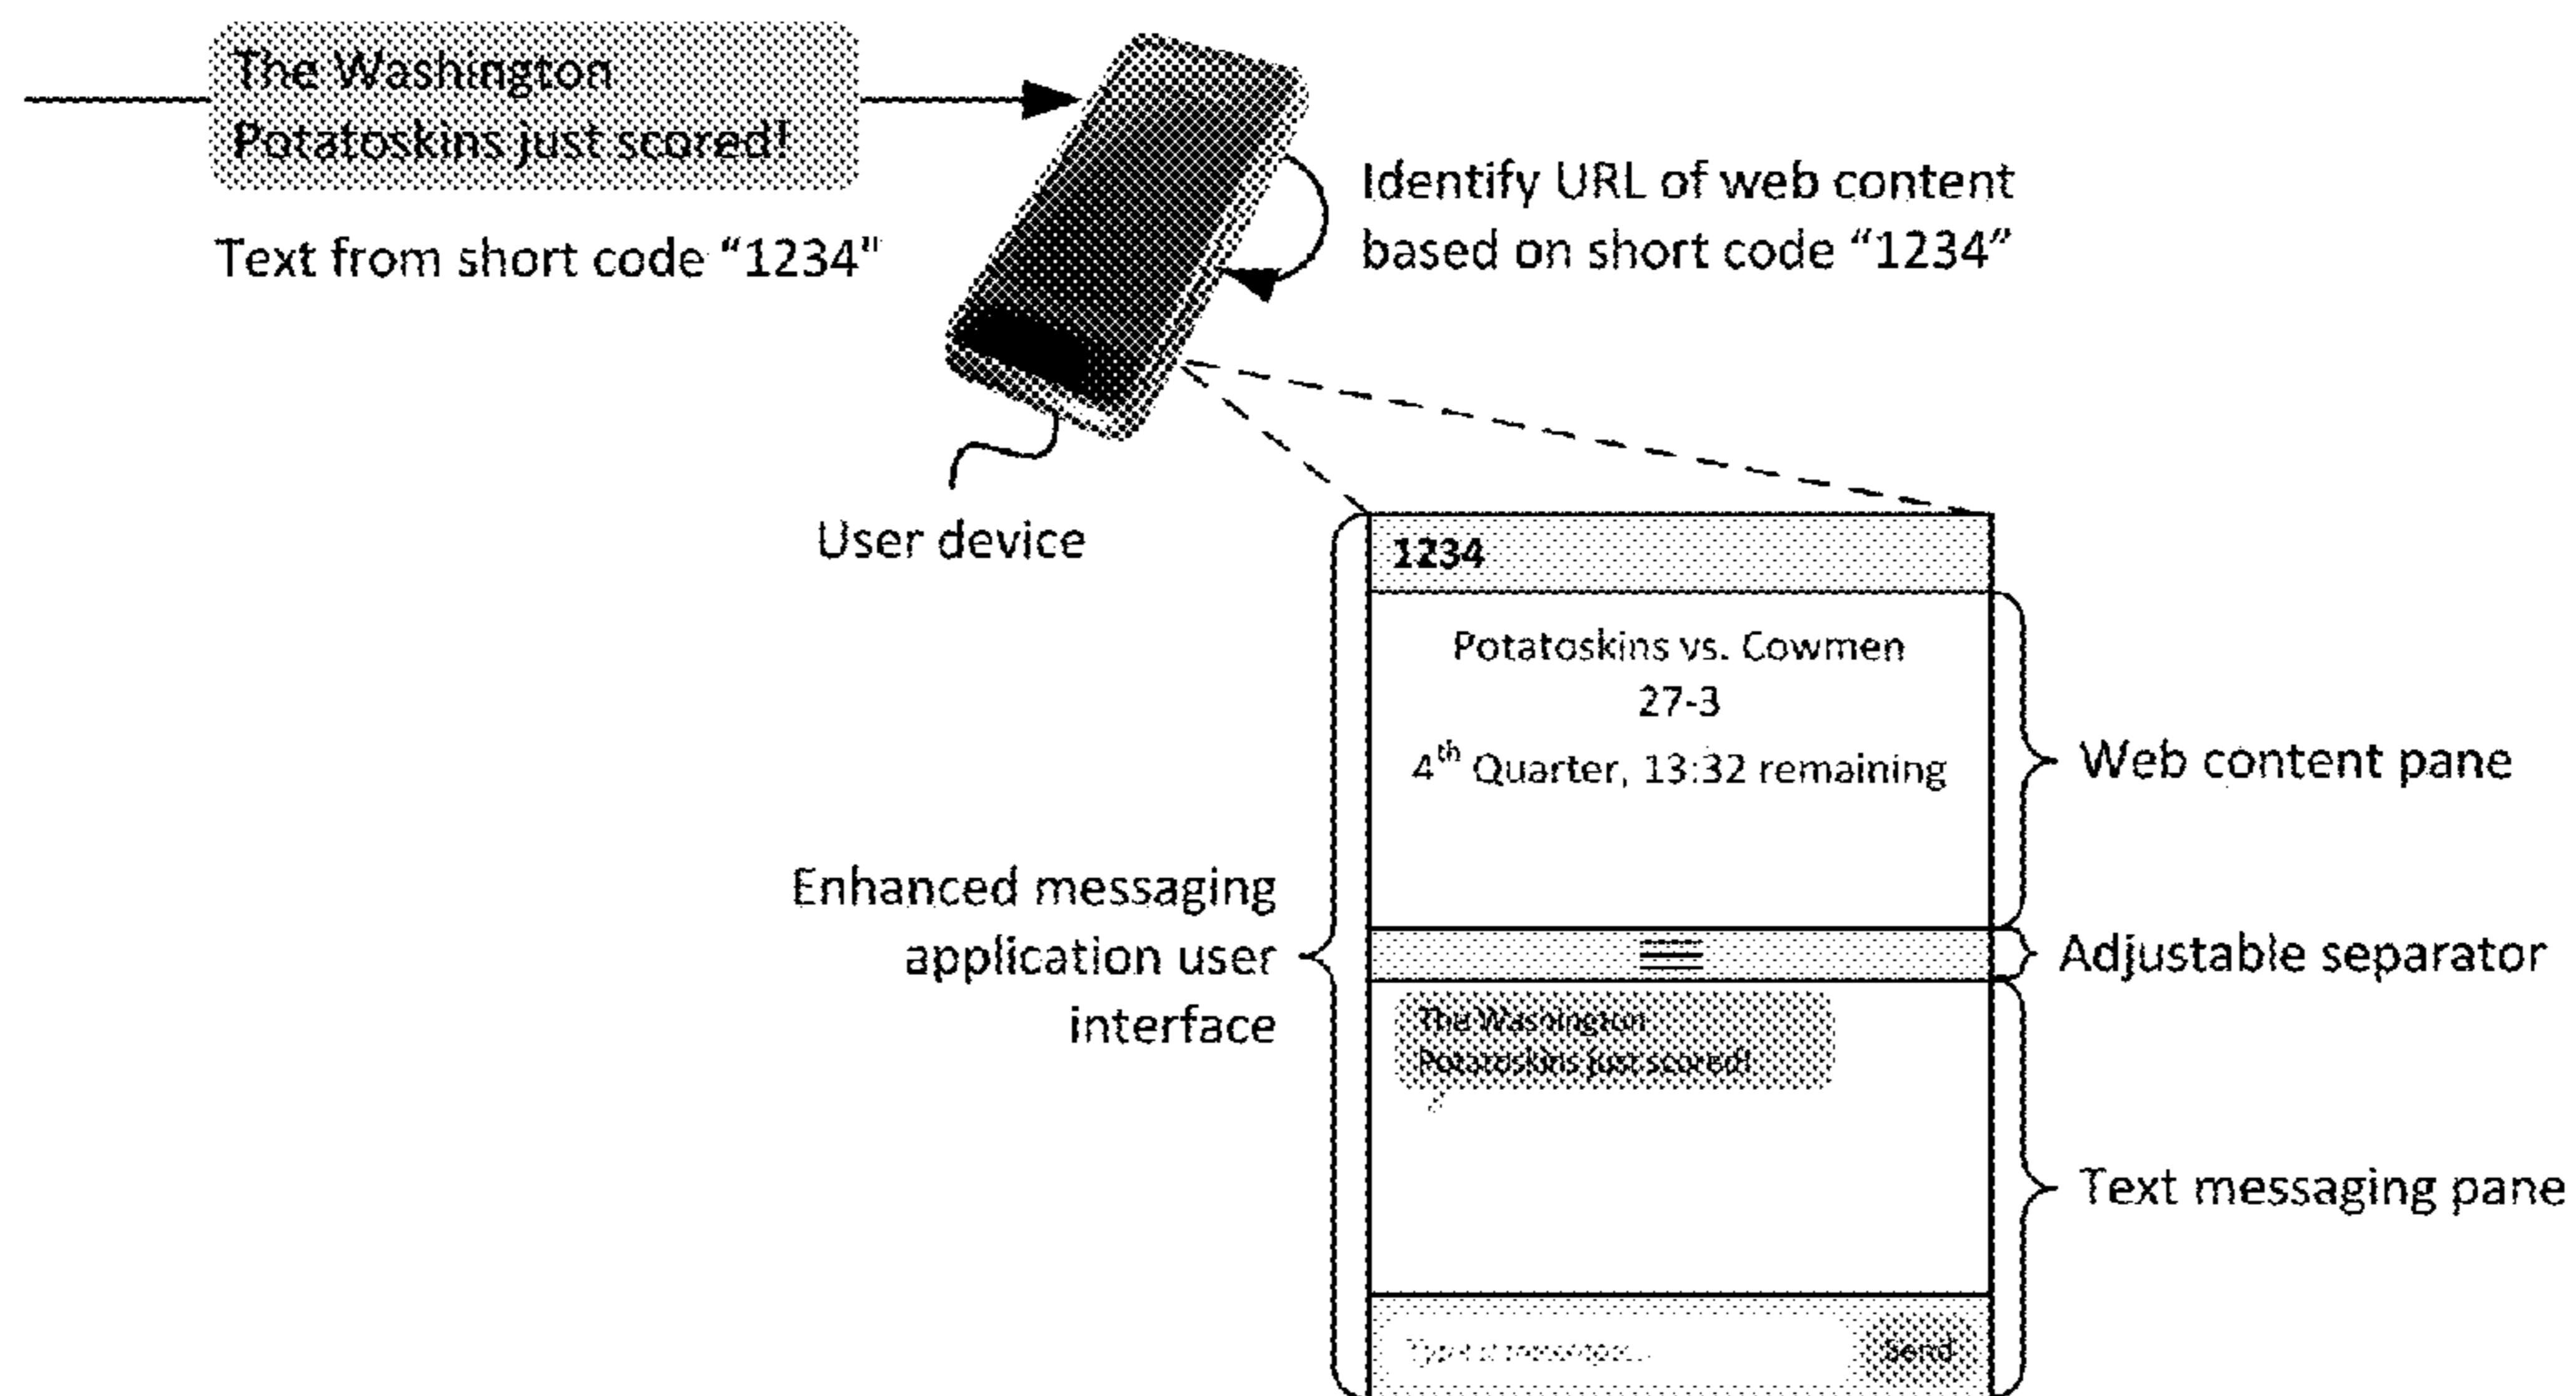 The Washington
Potatoskins just scored!
Text from short code “1234”
Identify URL of web content
based on short code “1234”
User device
1234
Potatoskins vs. Cowmen
27-3
4th Quarter, 13:32 remaining
Web content pane
Enhanced messaging
application user
interface
Adjustable separator
The Washington
Potatoskins just scored!
Text messaging pane
Type a message...
Send